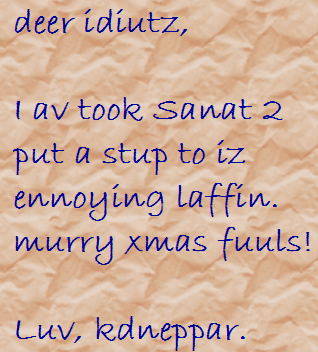 deer idiutz,
I av took Sanat 2
put a stup to iz
ennoying laffin.
murry xmas fuuls!
Luv, kdneppar.